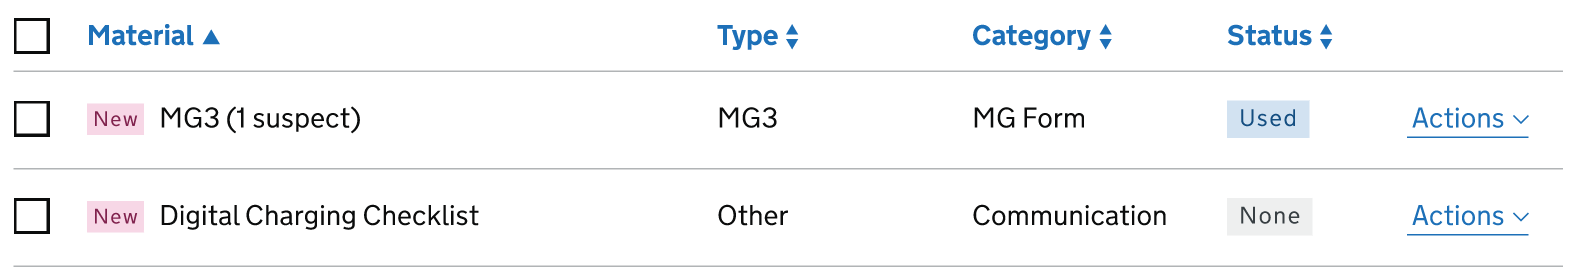 Material Type Category Status
New MG3 (1 suspect) MG3 MG Form Used Actions
New Digital Charging Checklist Other Communication None Actions